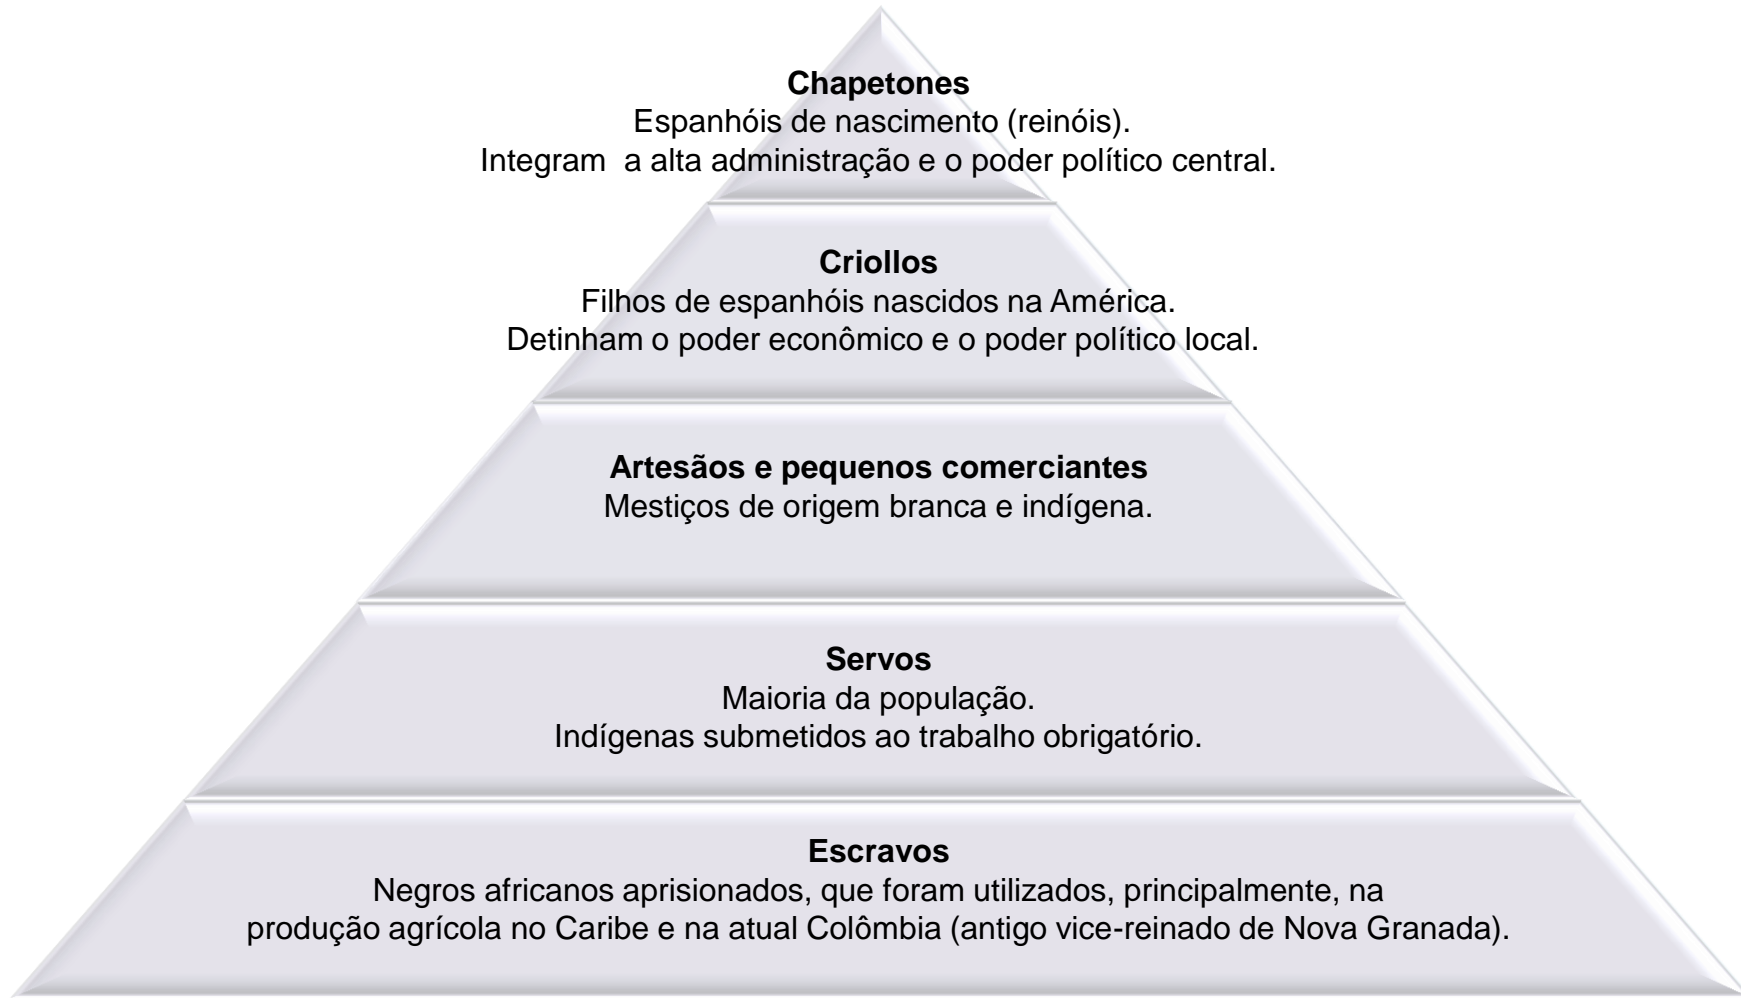 Chapetones
Espanhóis de nascimento (reinóis).
Integram a alta administração e o poder político central.
Criollos
Filhos de espanhóis nascidos na América.
Detinham o poder econômico e o poder político local.
Artesãos e pequenos comerciantes
Mestiços de origem branca e indígena.
Servos
Maioria da população.
Indígenas submetidos ao trabalho obrigatório.
Escravos
Negros africanos aprisionados, que foram utilizados, principalmente, na
produção agrícola no Caribe e na atual Colômbia (antigo vice-reinado de Nova Granada).